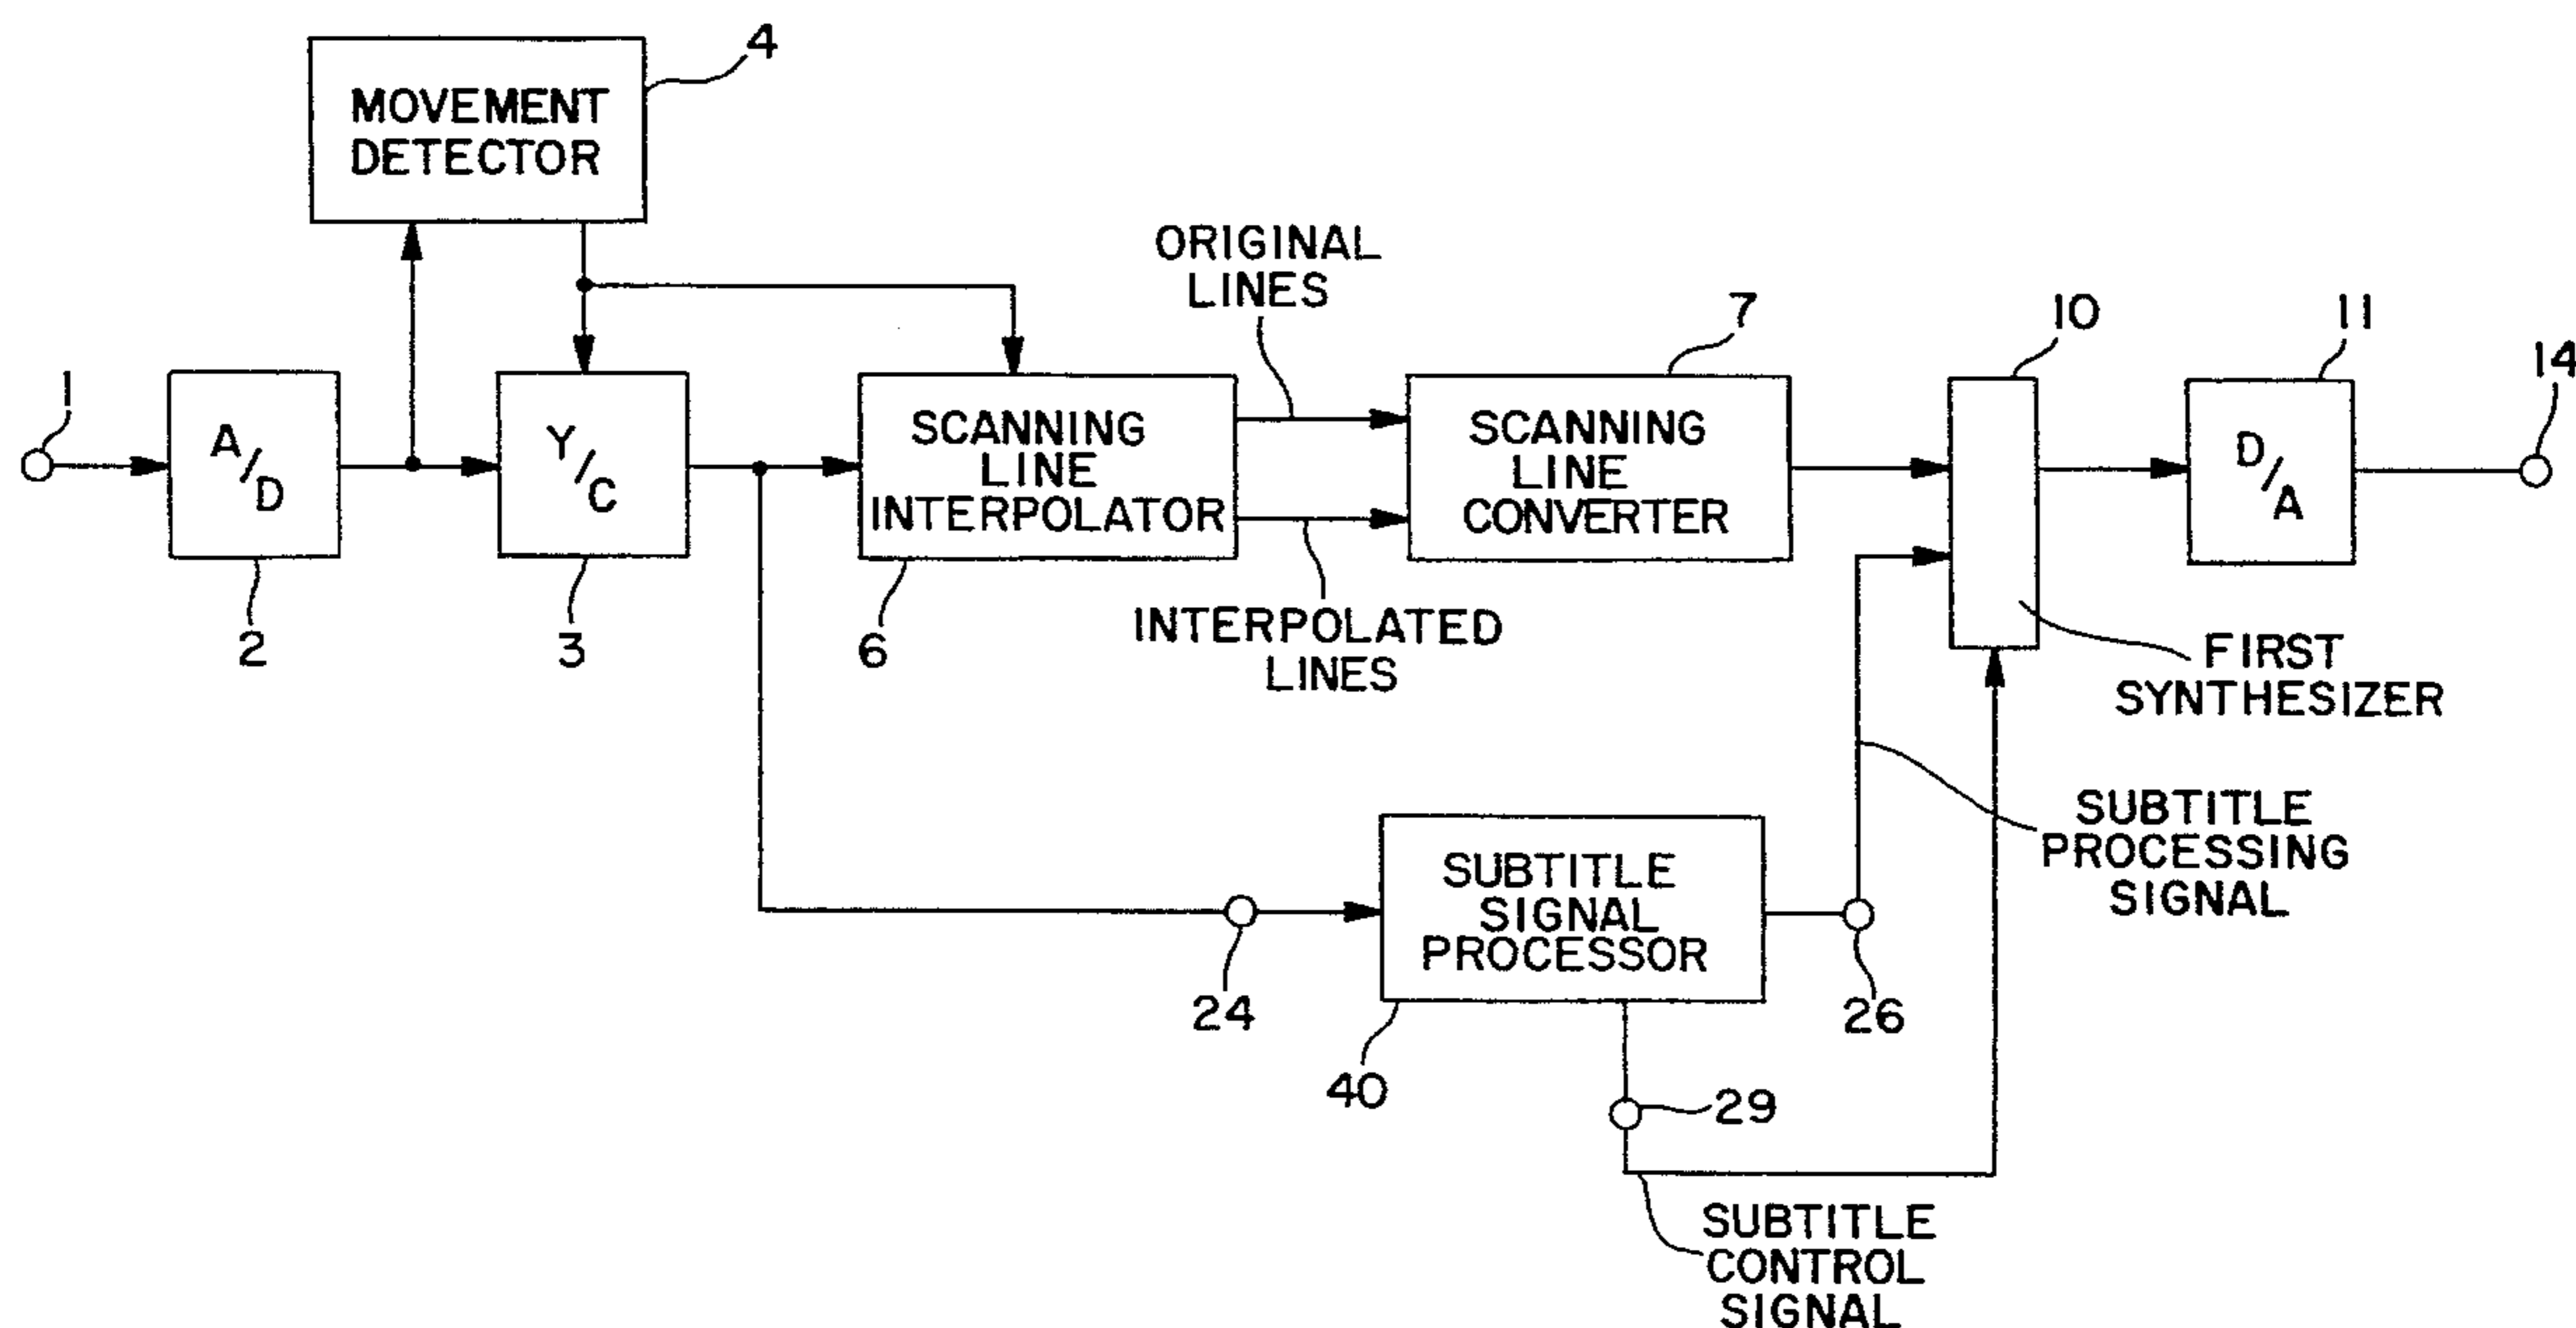 4
MOVEMENT
DETECTOR
ORIGINAL
LINES
1
A/D
2
Y/C
3
SCANNING
LINE
INTERPOLATOR
6
INTERPOLATED
LINES
7
SCANNING
LINE
CONVERTER
10
FIRST
SYNTHESIZER
11
D/A
14
24
SUBTITLE
SIGNAL
PROCESSOR
40
26
SUBTITLE
PROCESSING
SIGNAL
29
SUBTITLE
CONTROL
SIGNAL